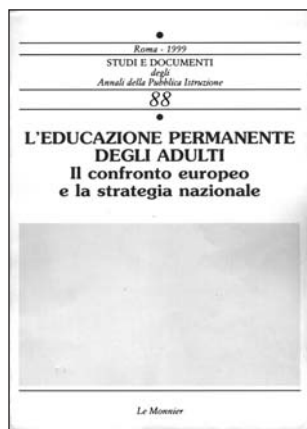 Roma - 1999
STUDI E DOCUMENTI
degli
Annali della Pubblica Istruzione
88
L'EDUCAZIONE PERMANENTE
DEGLI ADULTI
Il confronto europeo
e la strategia nazionale
Le Monnier